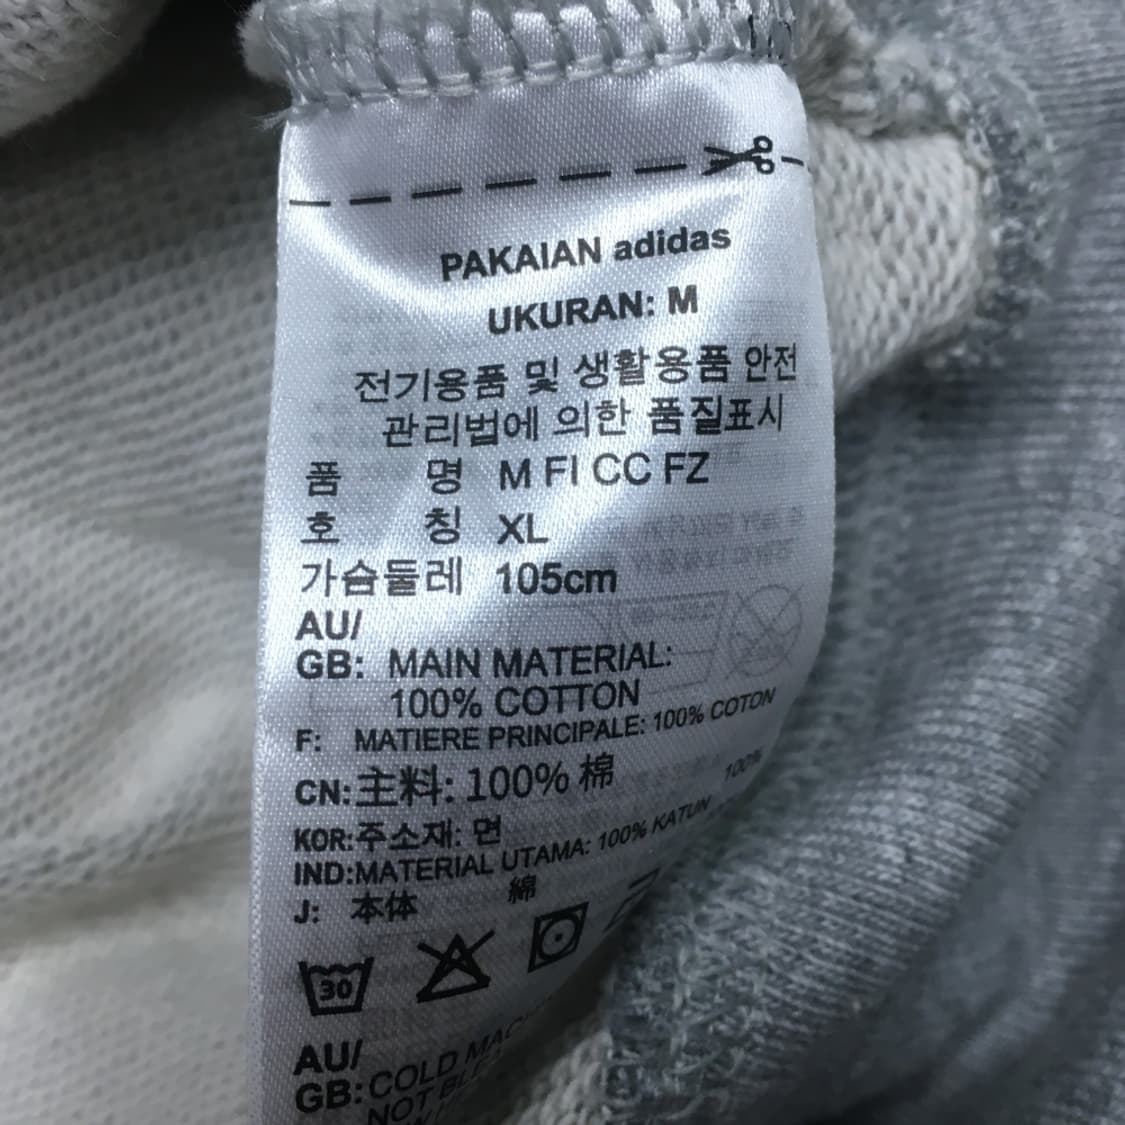 PAKAIAN adidas
UKURAN: M
전기용품 및 생활용품 안전
관리법에 의한 품질표시
품 명 M FI CC FZ
호 칭 XL
가슴둘레 105cm
AU/
GB: MAIN MATERIAL:
100% COTTON
F: MATIERE PRINCIPALE: 100% COTON
CN:主料: 100% 棉
KOR:주소재: 면 100%
IND:MATERIAL UTAMA: 100% KATUN
J: 本体 綿
30
AU/
GB:COLD
NOT